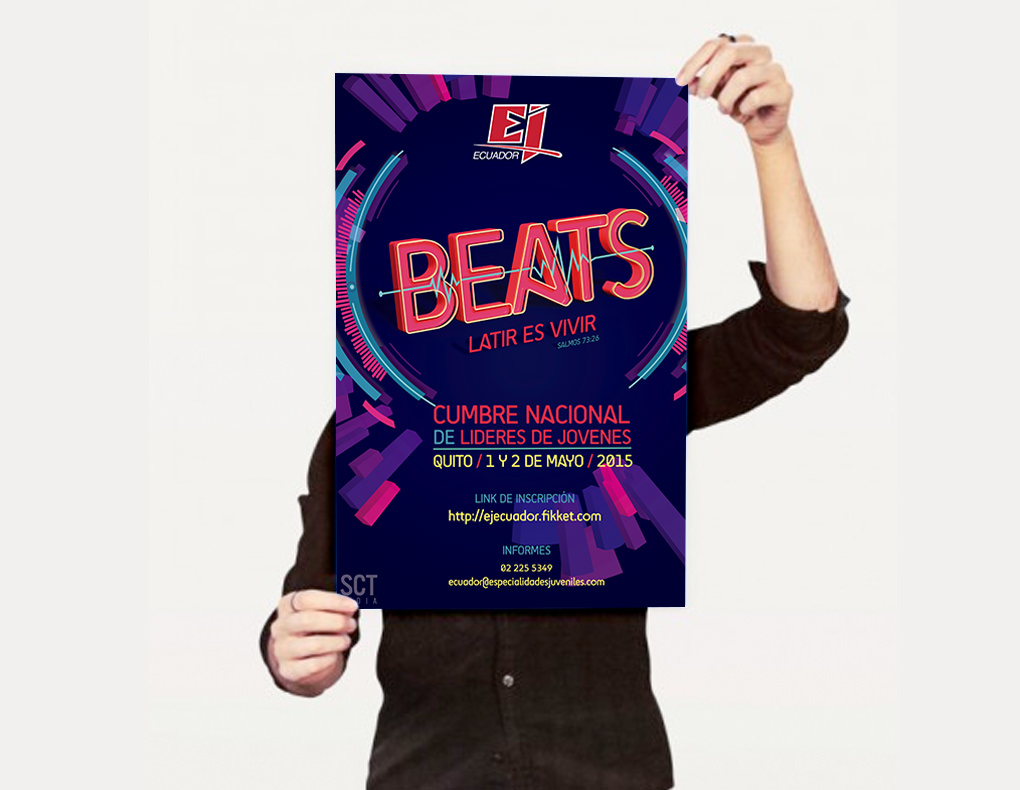 Ej
ECUADOR
BEATS
LATIR ES VIVIR
SALMOS 73:26
CUMBRE NACIONAL
DE LIDERES DE JOVENES
QUITO / 1 Y 2 DE MAYO / 2015
LINK DE INSCRIPCIÓN
http://ejecuador.fikket.com
INFORMES
02 225 5349
ecuador@especialidadesjuveniles.com
SCT